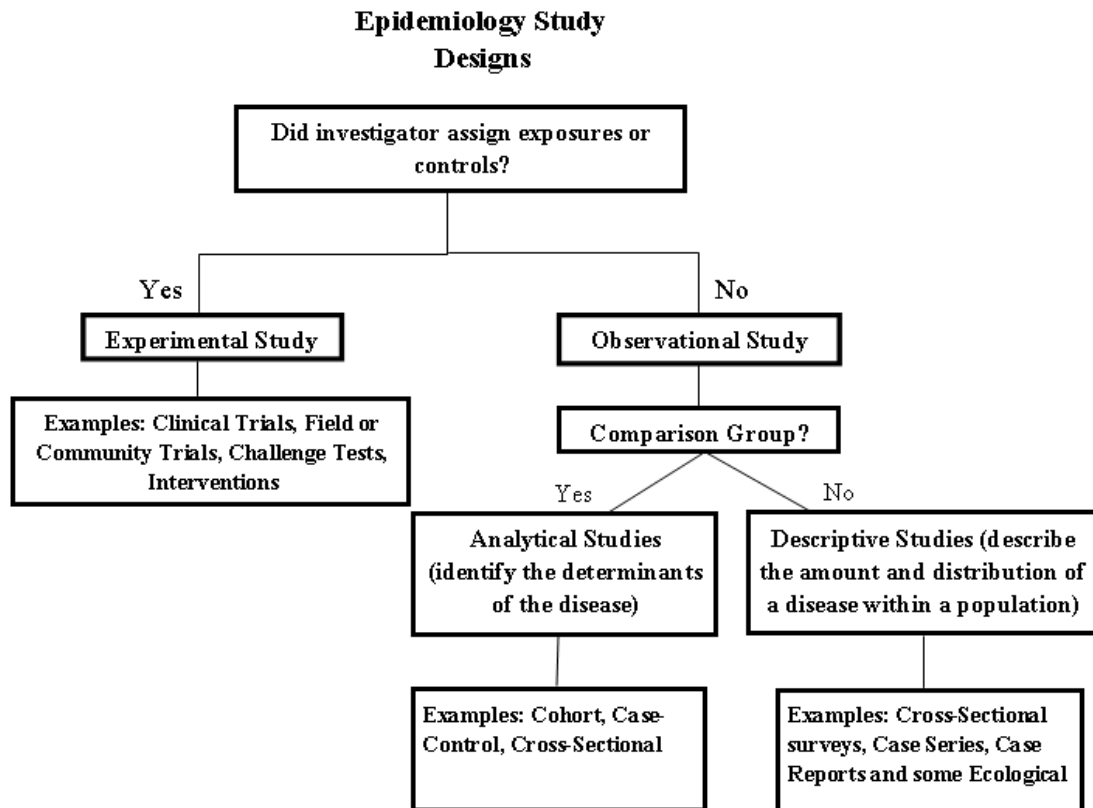 Epidemiology Study
Designs
Did investigator assign exposures or
controls?
Yes
No
Experimental Study
Observational Study
Examples: Clinical Trials, Field or
Community Trials, Challenge Tests,
Interventions
Comparison Group?
Yes
No
Analytical Studies
(identify the determinants
of the disease)
Descriptive Studies (describe
the amount and distribution of
a disease within a population)
Examples: Cohort, Case-
Control, Cross-Sectional
Examples: Cross-Sectional
surveys, Case Series, Case
Reports and some Ecological